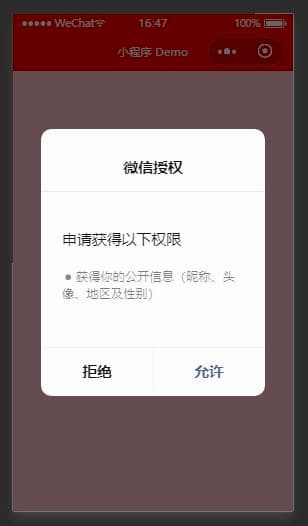 ●●●●● WeChat 16:47 100%
小程序 Demo
微信授权
申请获得以下权限
● 获得你的公开信息（昵称、头
像、地区及性别）
拒绝 允许